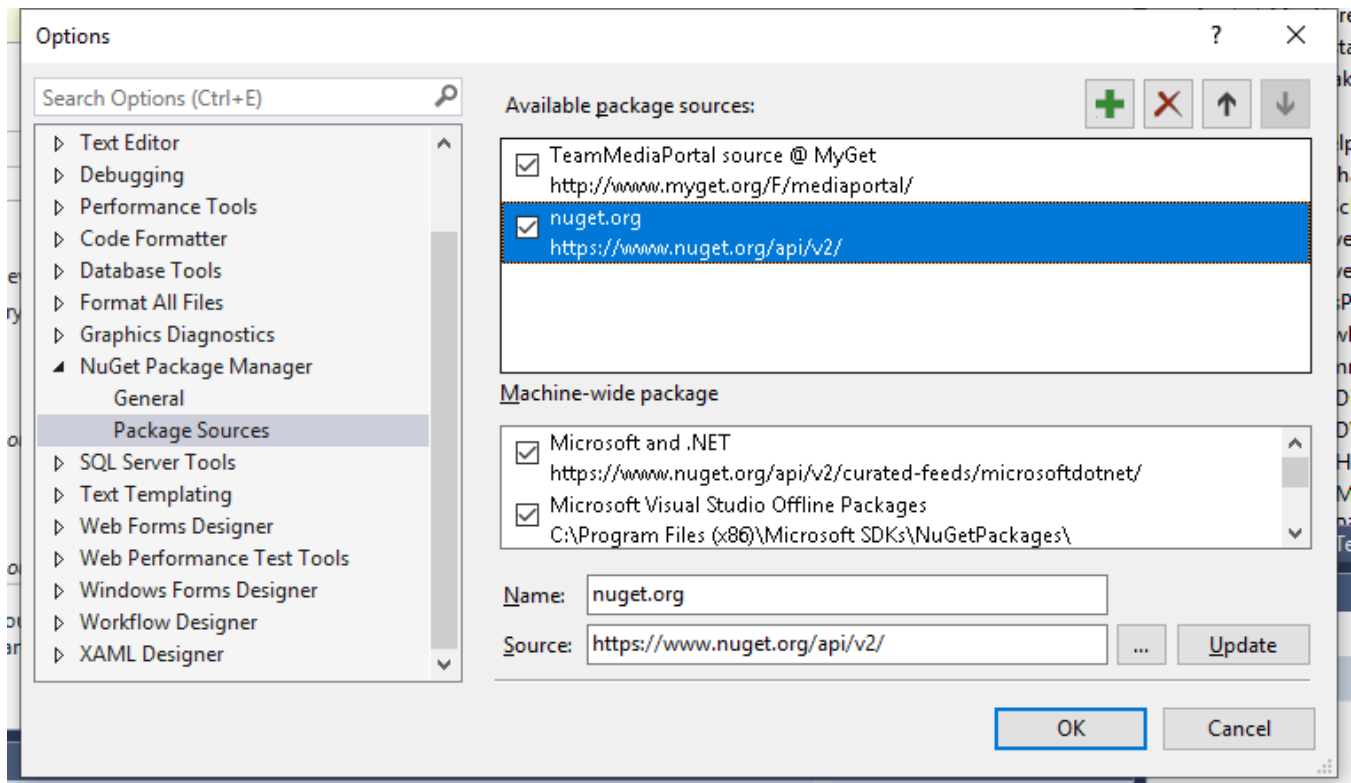 Options
?
Search Options (Ctrl+E)
Text Editor
Debugging
Performance Tools
Code Formatter
Database Tools
Format All Files
Graphics Diagnostics
NuGet Package Manager
General
Package Sources
SQL Server Tools
Text Templating
Web Forms Designer
Web Performance Test Tools
Windows Forms Designer
Workflow Designer
XAML Designer
Available package sources:
TeamMediaPortal source @ MyGet
http://www.myget.org/F/mediaportal/
nuget.org
https://www.nuget.org/api/v2/
Machine-wide package
Microsoft and .NET
https://www.nuget.org/api/v2/curated-feeds/microsoftdotnet/
Microsoft Visual Studio Offline Packages
C:\Program Files (x86)\Microsoft SDKs\NuGetPackages\
Name: nuget.org
Source: https://www.nuget.org/api/v2/ ... Update
OK Cancel